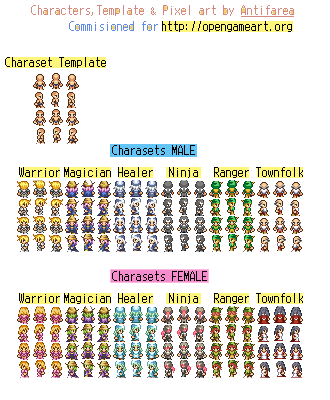 Characters,Template & Pixel art by Antifarea
Commisioned for http://opengameart.org
Charaset Template
Charasets MALE
Warrior Magician Healer Ninja Ranger Townfolk
Charasets FEMALE
Warrior Magician Healer Ninja Ranger Townfolk